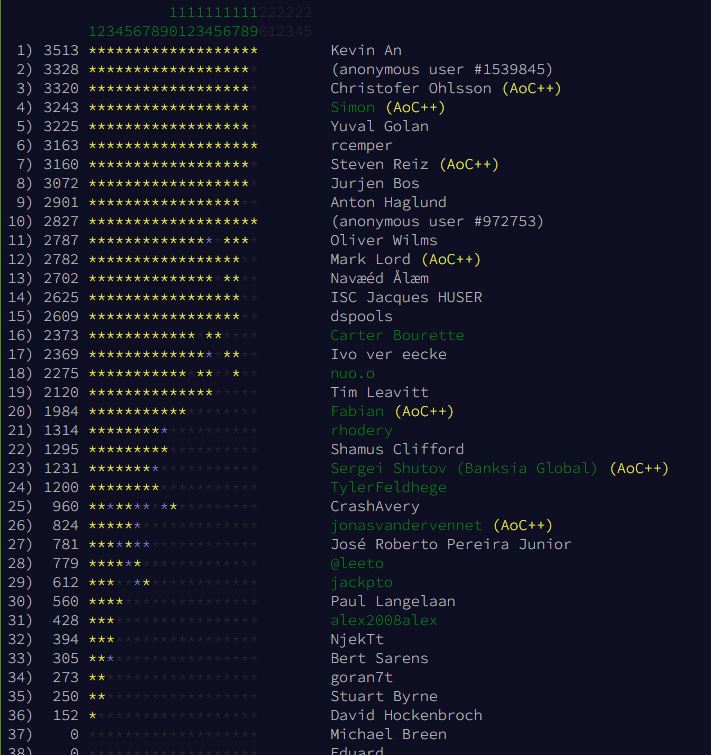 1111111111222222
1234567890123456789012345
1) 3513 ******************* Kevin An
2) 3328 ******************* (anonymous user #1539845)
3) 3320 ******************* Christofer Ohlsson (AoC++)
4) 3243 ******************* Simon (AoC++)
5) 3225 ******************* Yuval Golan
6) 3163 ******************* rcemper
7) 3160 ******************* Steven Reiz (AoC++)
8) 3072 ******************* Jurjen Bos
9) 2901 ******************* Anton Haglund
10) 2827 ******************* (anonymous user #972753)
11) 2787 ******************* Oliver Wilms
12) 2782 ******************* Mark Lord (AoC++)
13) 2702 ******************* Navæéd Ålæm
14) 2625 ******************* ISC Jacques HUSER
15) 2609 ******************* dspools
16) 2373 ******************* Carter Bourette
17) 2369 ******************* Ivo ver eecke
18) 2275 ******************* nuo.o
19) 2120 ******************* Tim Leavitt
20) 1984 ******************* Fabian (AoC++)
21) 1314 ******************* rhodery
22) 1295 ******************* Shamus Clifford
23) 1231 ******************* Sergei Shutov (Banksia Global) (AoC++)
24) 1200 ******************* TylerFeldhege
25) 960 ******************* CrashAvery
26) 824 ******************* jonasvandervennet (AoC++)
27) 781 ******************* José Roberto Pereira Junior
28) 779 ******************* @leeto
29) 612 ******************* jackpto
30) 560 ******************* Paul Langelaan
31) 428 ******************* alex2008alex
32) 394 ******************* NjekTt
33) 305 ******************* Bert Sarens
34) 273 ******************* goran7t
35) 250 ******************* Stuart Byrne
36) 152 ******************* David Hockenbroch
37) 0 ******************* Michael Breen
38) 0 ******************* Eduard